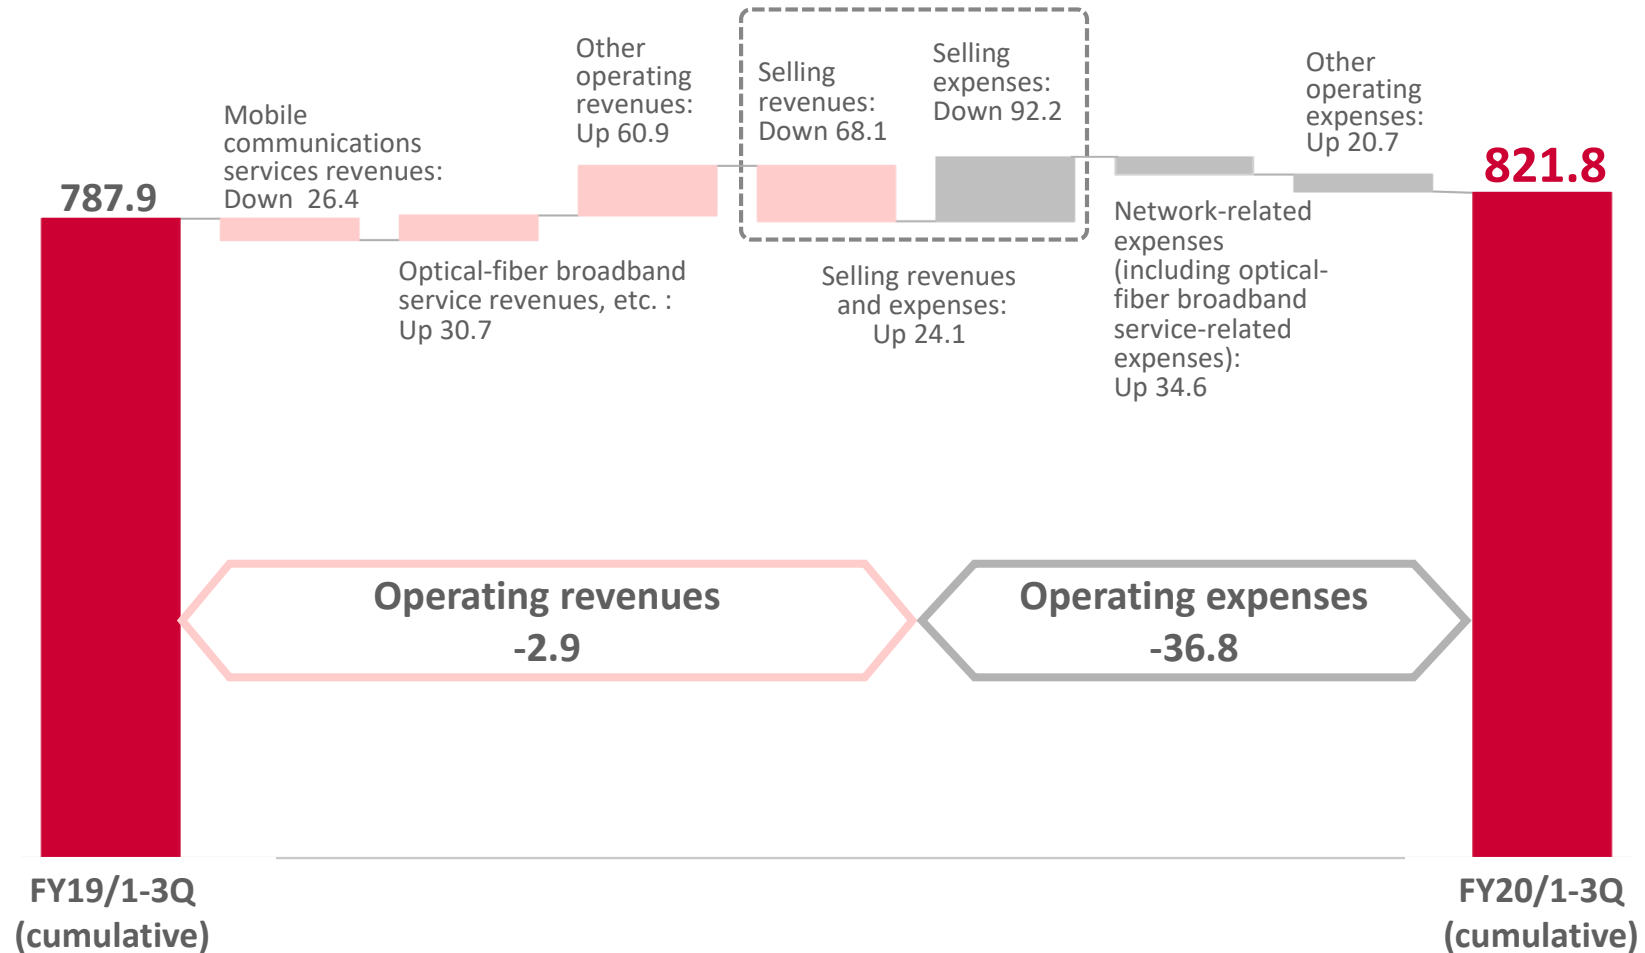 787.9
Mobile
communications
services revenues:
Down 26.4
Optical-fiber broadband
service revenues, etc. :
Up 30.7
Other
operating
revenues:
Up 60.9
Selling
revenues:
Down 68.1
Selling
expenses:
Down 92.2
Selling revenues
and expenses:
Up 24.1
Network-related
expenses
(including optical-
fiber broadband
service-related
expenses):
Up 34.6
Other
operating
expenses:
Up 20.7
821.8
Operating revenues
-2.9
Operating expenses
-36.8
FY19/1-3Q
(cumulative)
FY20/1-3Q
(cumulative)